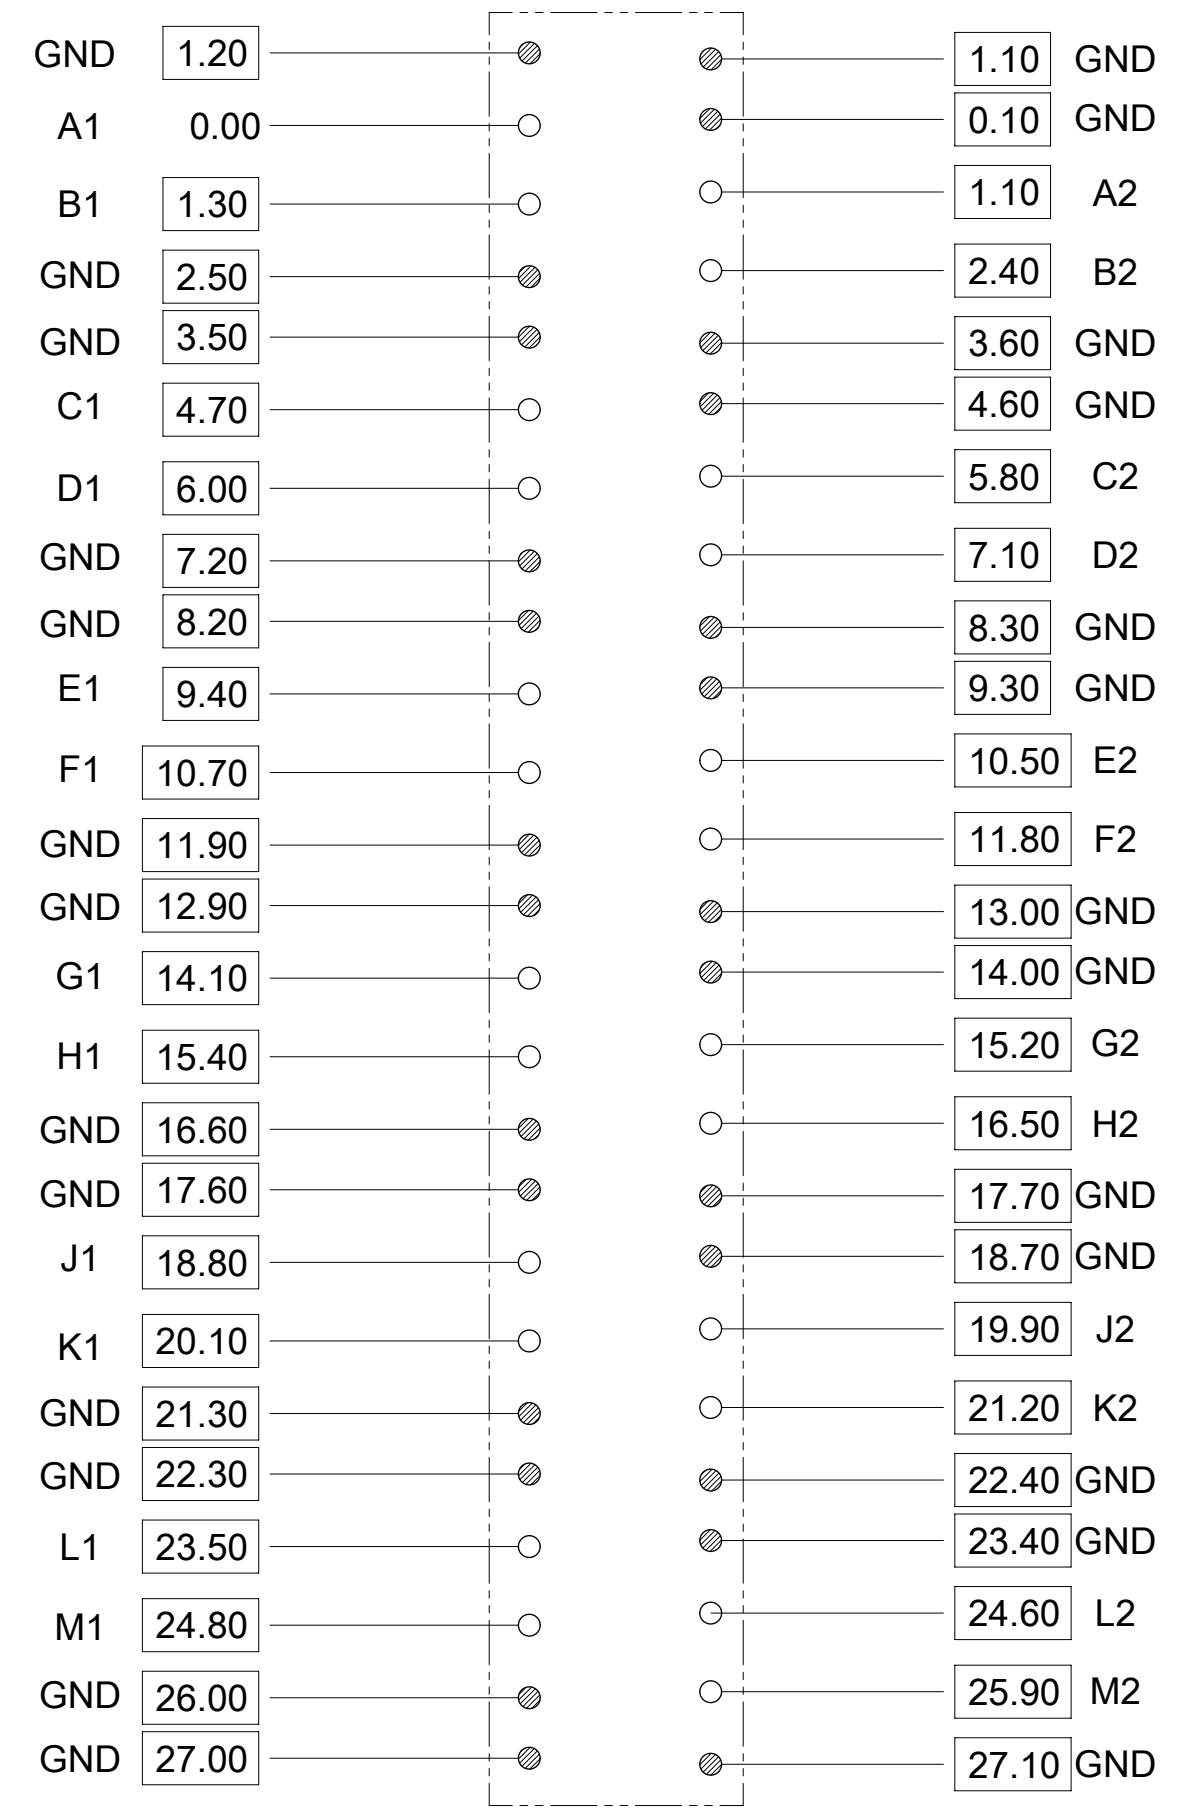 GND 1.20
A1 0.00
B1 1.30
GND 2.50
GND 3.50
C1 4.70
D1 6.00
GND 7.20
GND 8.20
E1 9.40
F1 10.70
GND 11.90
GND 12.90
G1 14.10
H1 15.40
GND 16.60
GND 17.60
J1 18.80
K1 20.10
GND 21.30
GND 22.30
L1 23.50
M1 24.80
GND 26.00
GND 27.00
1.10 GND
0.10 GND
1.10 A2
2.40 B2
3.60 GND
4.60 GND
5.80 C2
7.10 D2
8.30 GND
9.30 GND
10.50 E2
11.80 F2
13.00 GND
14.00 GND
15.20 G2
16.50 H2
17.70 GND
18.70 GND
19.90 J2
21.20 K2
22.40 GND
23.40 GND
24.60 L2
25.90 M2
27.10 GND